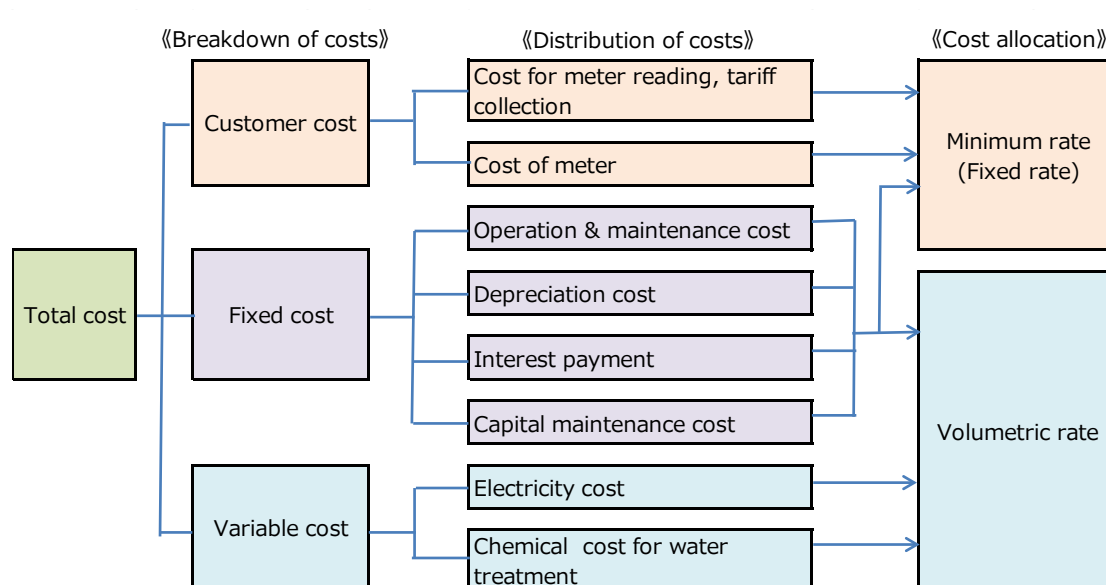 《Breakdown of costs》
《Distribution of costs》
《Cost allocation》
Total cost
Customer cost
Fixed cost
Variable cost
Cost for meter reading, tariff
collection
Cost of meter
Operation & maintenance cost
Depreciation cost
Interest payment
Capital maintenance cost
Electricity cost
Chemical  cost for water
treatment
Minimum rate
(Fixed rate)
Volumetric rate